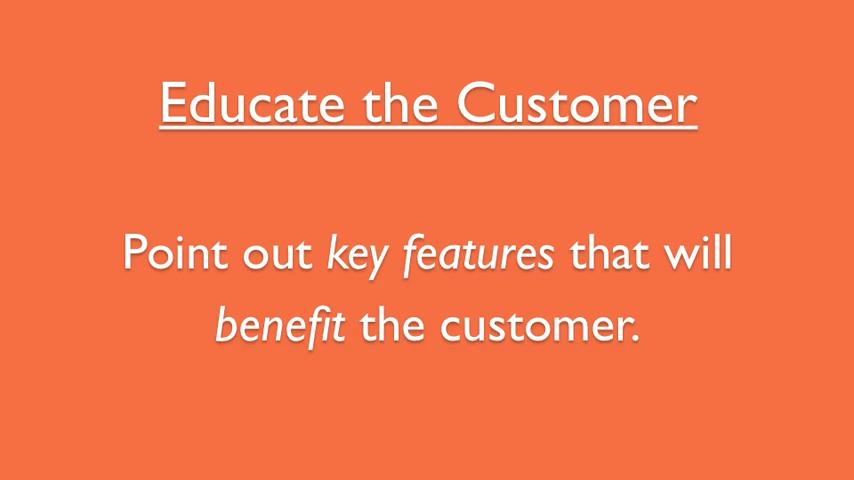 Educate the Customer
Point out key features that will
benefit the customer.